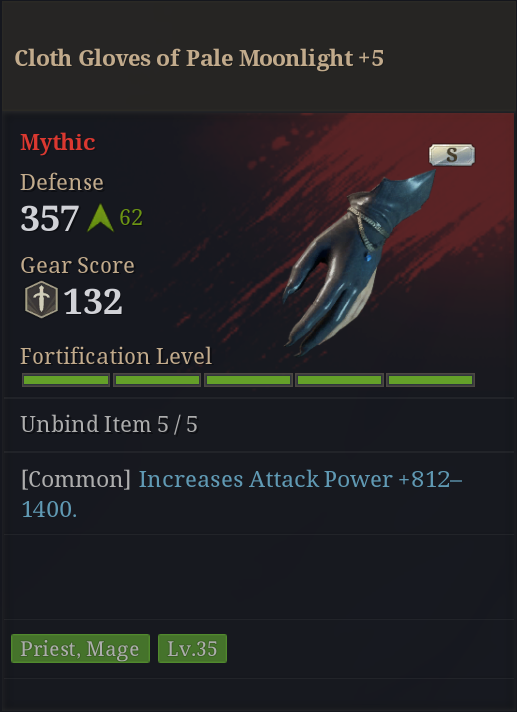 Cloth Gloves of Pale Moonlight +5
Mythic
S
Defense
357 62
Gear Score
132
Fortification Level
Unbind Item 5 / 5
[Common] Increases Attack Power +812–
1400.
Priest, Mage Lv.35